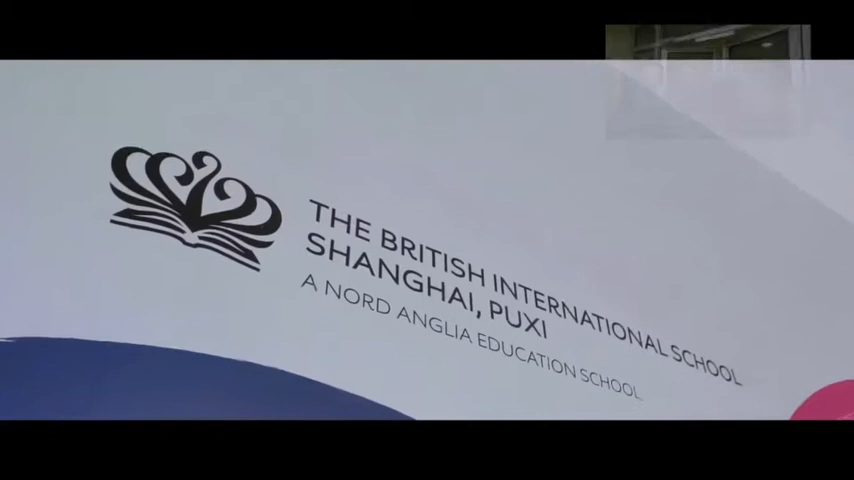 THE BRITISH INTERNATIONAL SCHOOL
SHANGHAI, PUXI
A NORD ANGLIA EDUCATION SCHOOL